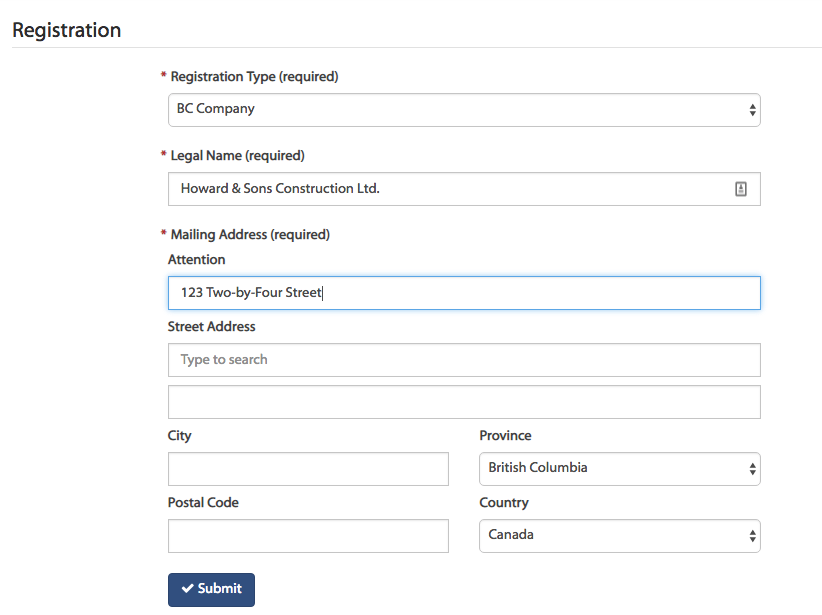 Registration
* Registration Type (required)
BC Company
* Legal Name (required)
Howard & Sons Construction Ltd.
* Mailing Address (required)
Attention
123 Two-by-Four Street
Street Address
Type to search
City Province
British Columbia
Postal Code Country
Canada
Submit